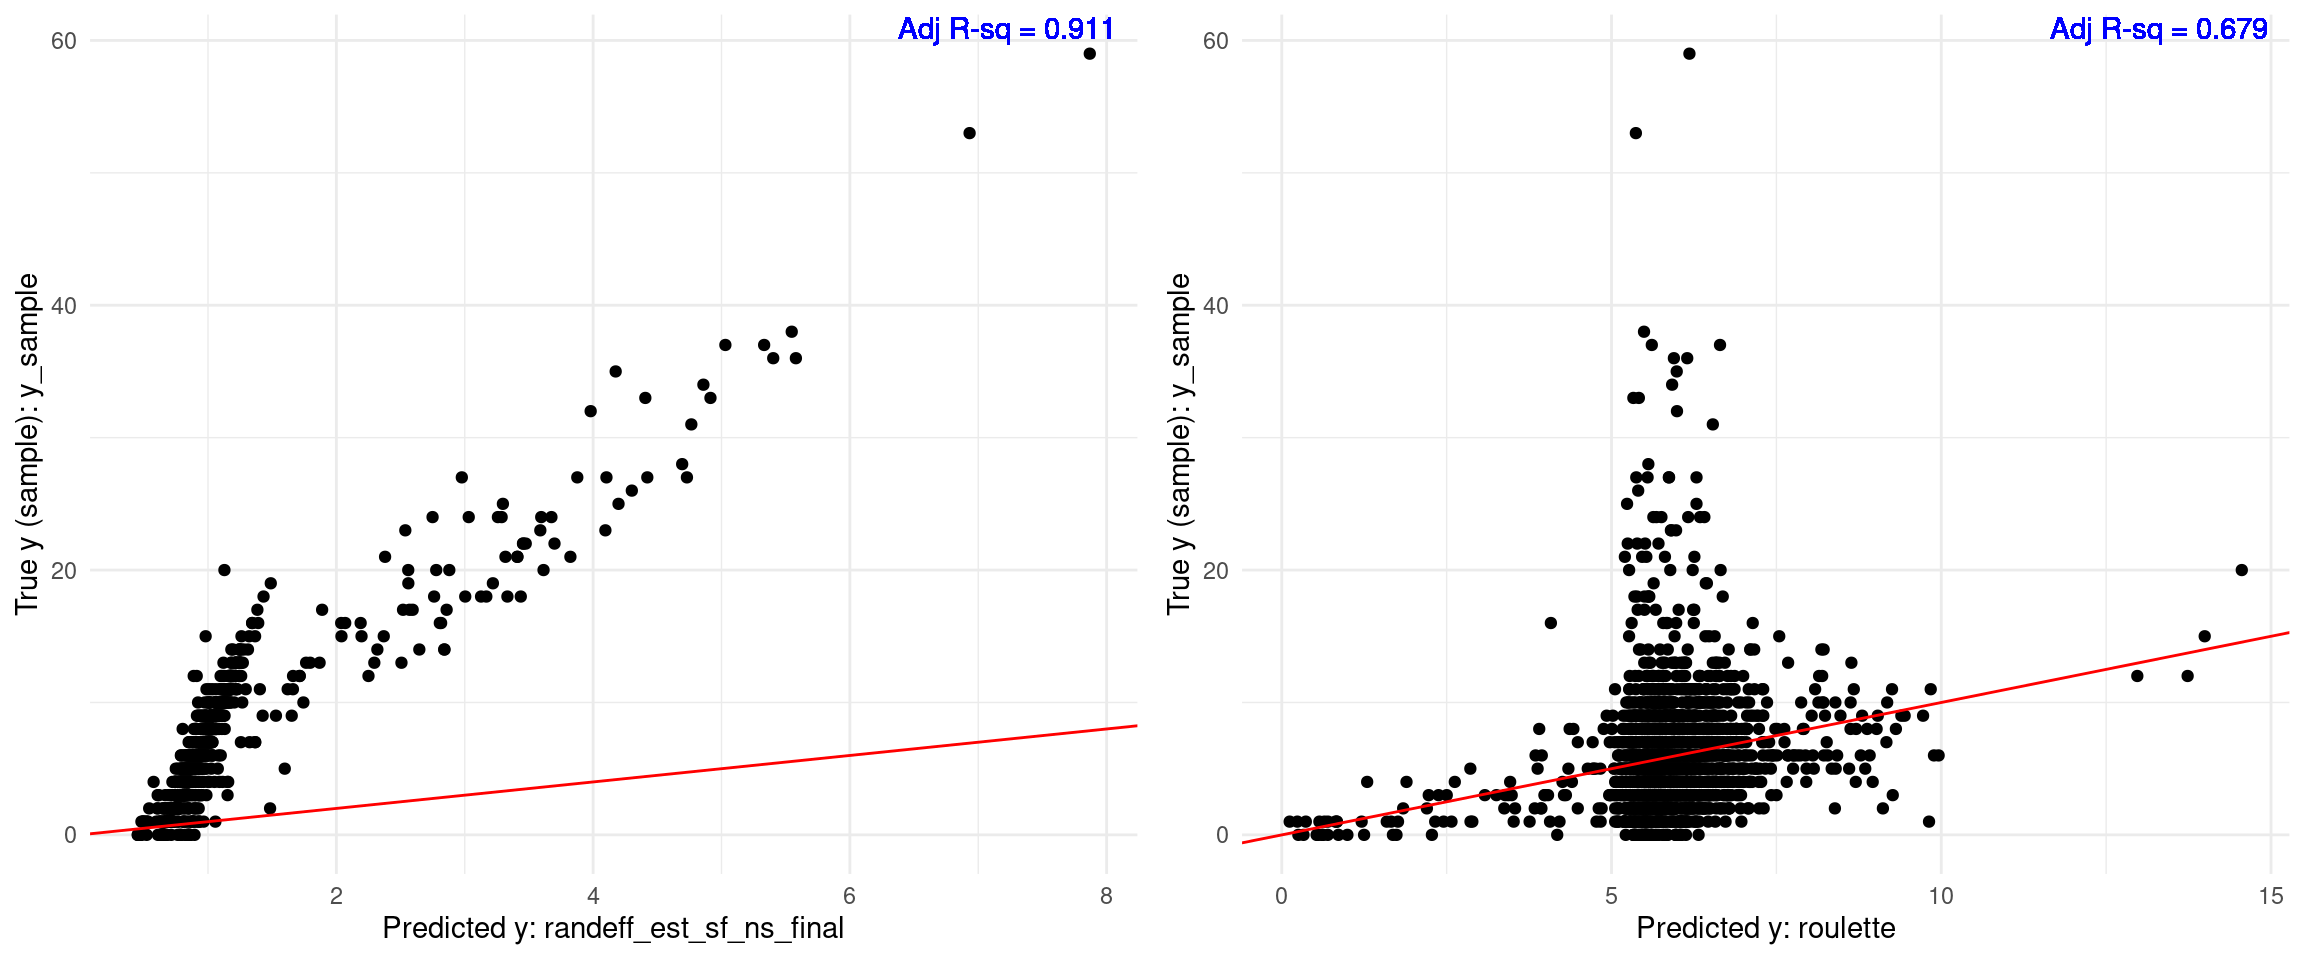 Adj R-sq = 0.911
60
40
20
0
True y (sample): y_sample
2
4
6
8
Predicted y: randeff_est_sf_ns_final
Adj R-sq = 0.679
60
40
20
0
True y (sample): y_sample
0
5
10
15
Predicted y: roulette